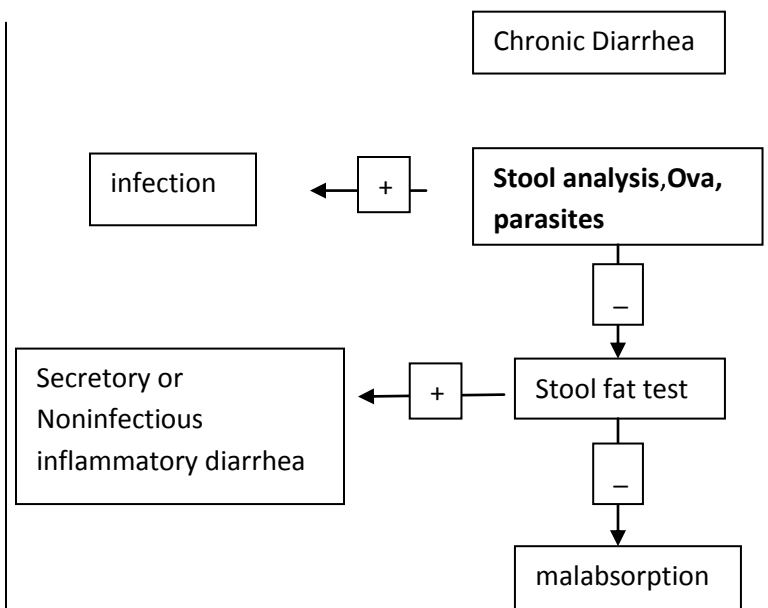 Chronic Diarrhea
infection
+
Stool analysis,Ova,
parasites
–
Secretory or
Noninfectious
inflammatory diarrhea
+
Stool fat test
–
malabsorption